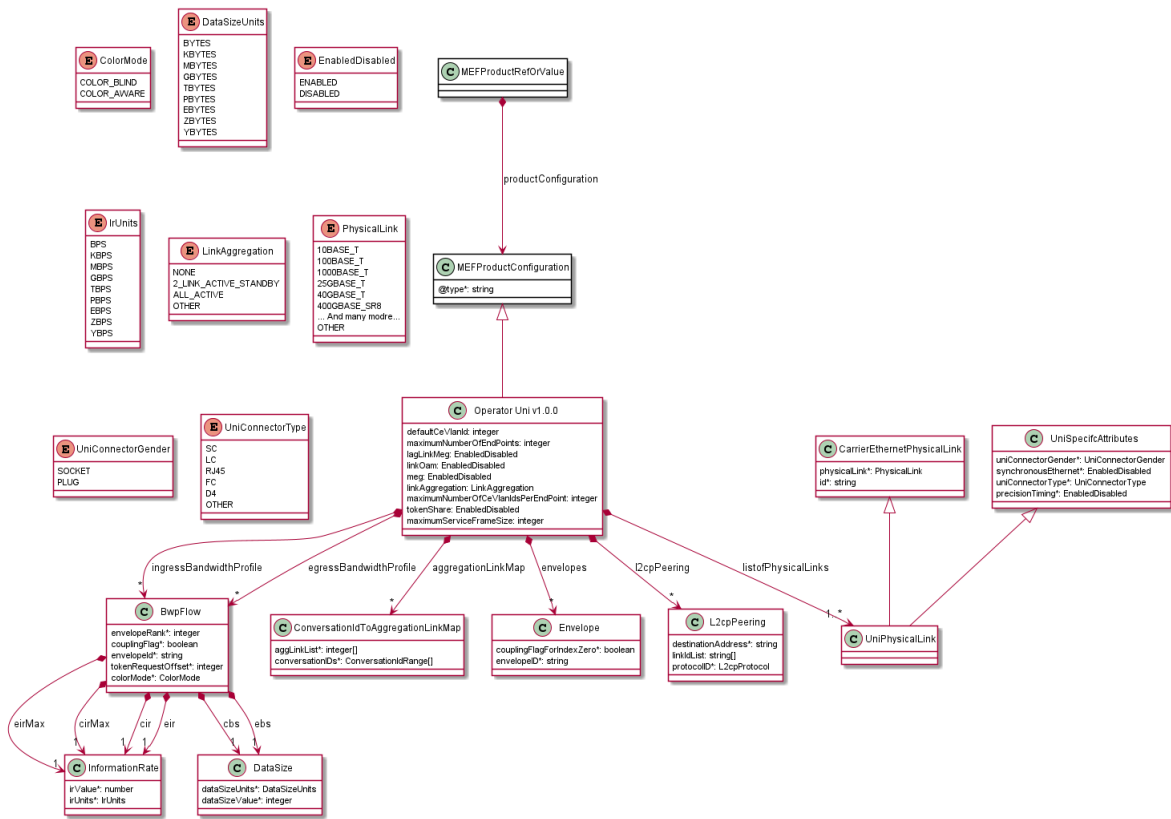 E ColorMode
COLOR_BLIND
COLOR_AWARE
E DataSizeUnits
BYTES
KBYTES
MBYTES
GBYTES
TBYTES
PBYTES
EBYTES
ZBYTES
YBYTES
E EnabledDisabled
ENABLED
DISABLED
C MEFProductRefOrValue
productConfiguration
E IrUnits
BPS
KBPS
MBPS
GBPS
TBPS
PBPS
EBPS
ZBPS
YBPS
E LinkAggregation
NONE
2_LINK_ACTIVE_STANDBY
ALL_ACTIVE
OTHER
E PhysicalLink
10BASE_T
100BASE_T
1000BASE_T
25GBASE_T
40GBASE_T
400GBASE_SR8
... And many modre...
OTHER
C MEFProductConfiguration
@type*: string
E UniConnectorGender
SOCKET
PLUG
E UniConnectorType
SC
LC
RJ45
FC
D4
OTHER
C Operator Uni v1.0.0
defaultCeVlanId: integer
maximumNumberOfEndPoints: integer
lagLinkMeg: EnabledDisabled
linkOam: EnabledDisabled
meg: EnabledDisabled
linkAggregation: LinkAggregation
maximumNumberOfCeVlanIdsPerEndPoint: integer
tokenShare: EnabledDisabled
maximumServiceFrameSize: integer
C CarrierEthernetPhysicalLink
physicalLink*: PhysicalLink
id*: string
C UniSpecifcAttributes
uniConnectorGender*: UniConnectorGender
synchronousEthernet*: EnabledDisabled
uniConnectorType*: UniConnectorType
precisionTiming*: EnabledDisabled
ingressBandwidthProfile
*
egressBandwidthProfile
*
aggregationLinkMap
*
envelopes
*
l2cpPeering
*
listofPhysicalLinks
1..*
C BwpFlow
envelopeRank*: integer
couplingFlag*: boolean
envelopeId*: string
tokenRequestOffset*: integer
colorMode*: ColorMode
C ConversationIdToAggregationLinkMap
aggLinkList*: integer[]
conversationIDs*: ConversationIdRange[]
C Envelope
couplingFlagForIndexZero*: boolean
envelopeID*: string
C L2cpPeering
destinationAddress*: string
linkIdList: string[]
protocolID*: L2cpProtocol
C UniPhysicalLink
eirMax
1
cirMax
1
cir
1
eir
1
cbs
1
ebs
1
C InformationRate
irValue*: number
irUnits*: IrUnits
C DataSize
dataSizeUnits*: DataSizeUnits
dataSizeValue*: integer